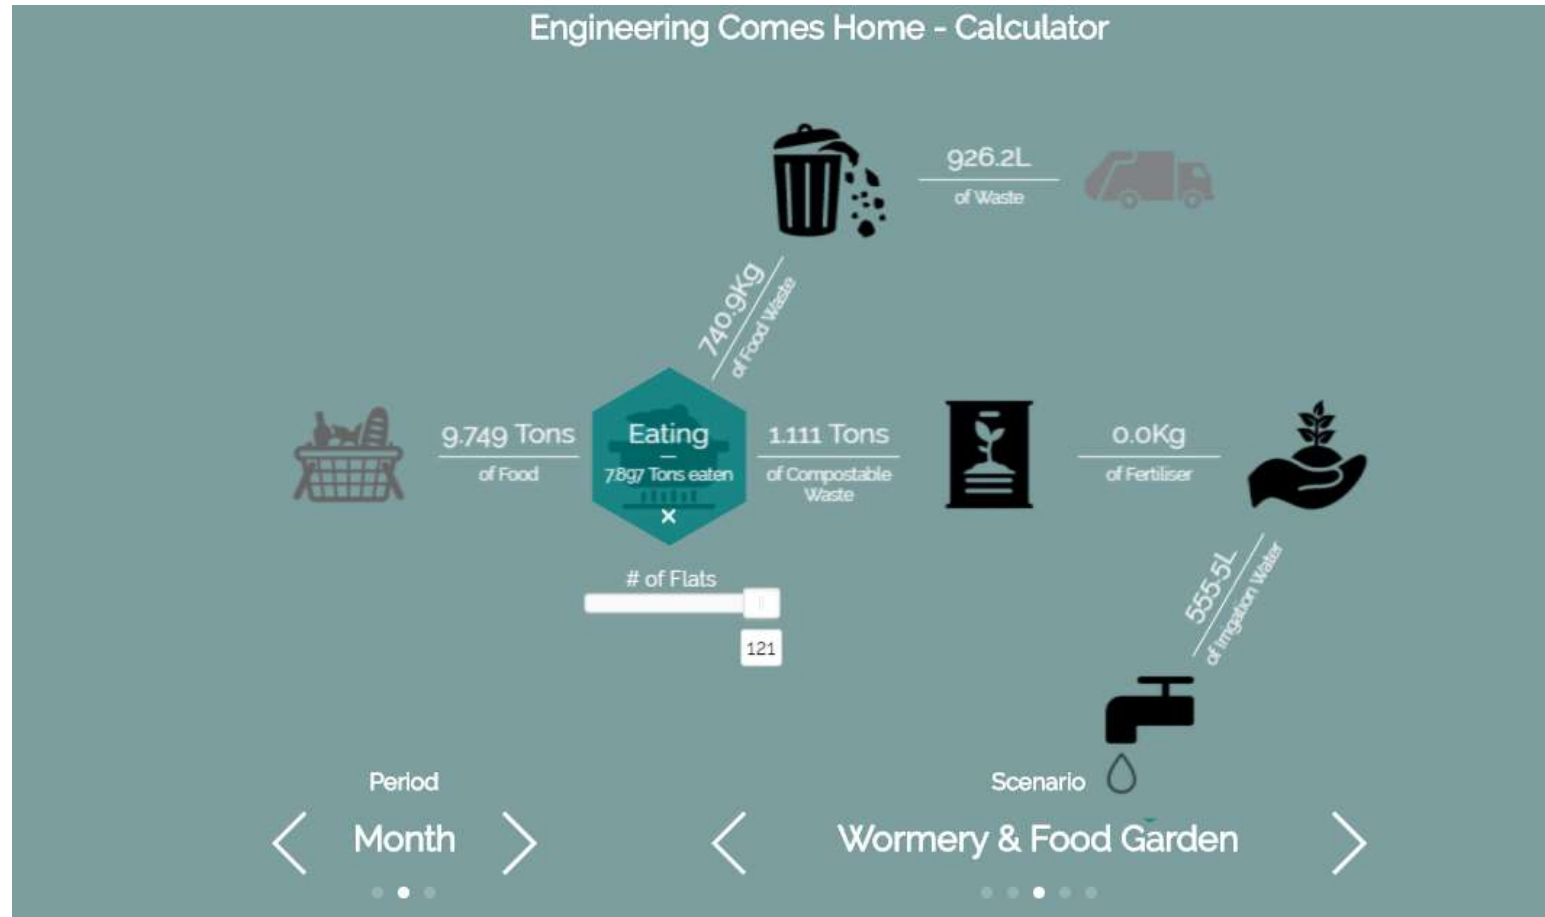 Engineering Comes Home - Calculator
926.2L
of Waste
740.9Kg
of Food Waste
9.749 Tons
of Food
Eating
7.897 Tons eaten
1.111 Tons
of Compostable
Waste
0.0Kg
of Fertiliser
# of Flats
121
555.5L
of Irrigation Water
Period
Month
Scenario
Wormery & Food Garden